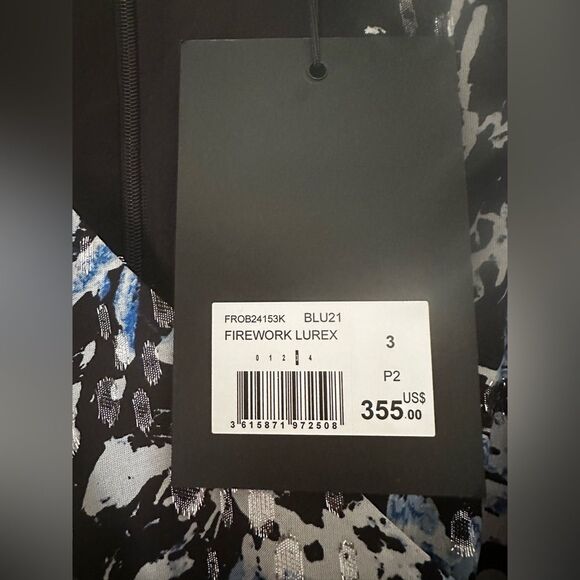 FROB24153K BLU21
FIREWORK LUREX
0 1 2 3 4
3
P2
355 US$ .00
3 615871 972508